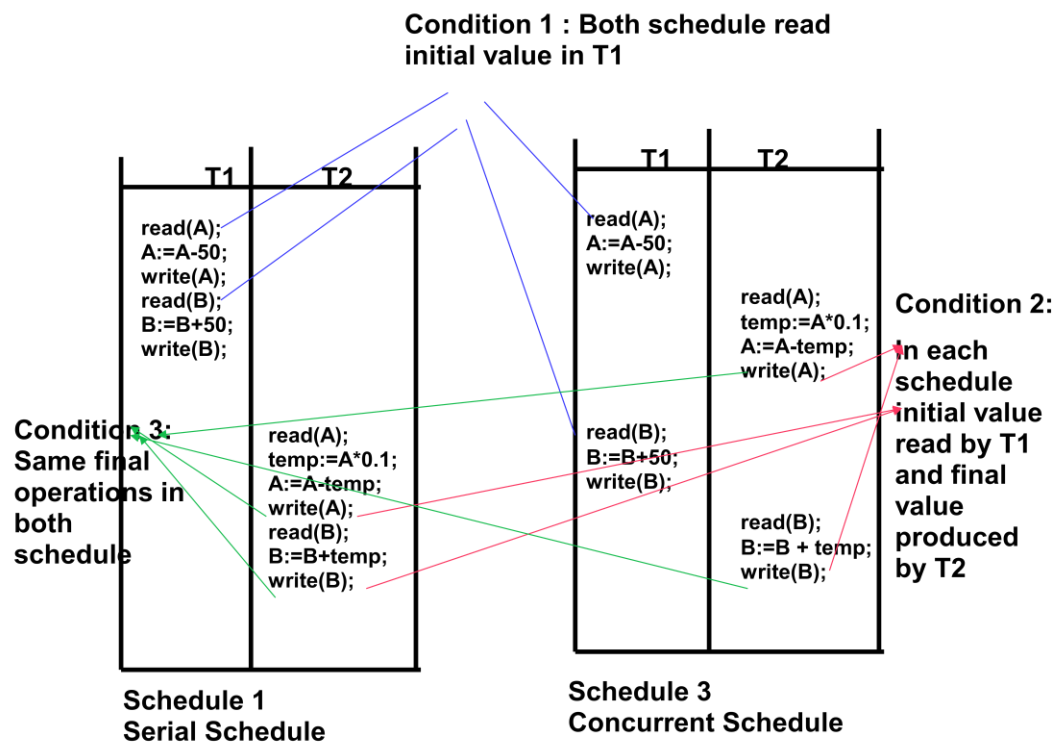 Condition 1 : Both schedule read
initial value in T1
T1
T2
read(A);
A:=A-50;
write(A);
read(B);
B:=B+50;
write(B);
read(A);
temp:=A*0.1;
A:=A-temp;
write(A);
read(B);
B:=B+temp;
write(B);
Condition 3:
Same final
operations in
both
schedule
Schedule 1
Serial Schedule
T1
T2
read(A);
A:=A-50;
write(A);
read(A);
temp:=A*0.1;
A:=A-temp;
write(A);
read(B);
B:=B+50;
write(B);
read(B);
B:=B + temp;
write(B);
Condition 2:
In each
schedule
initial value
read by T1
and final
value
produced
by T2
Schedule 3
Concurrent Schedule